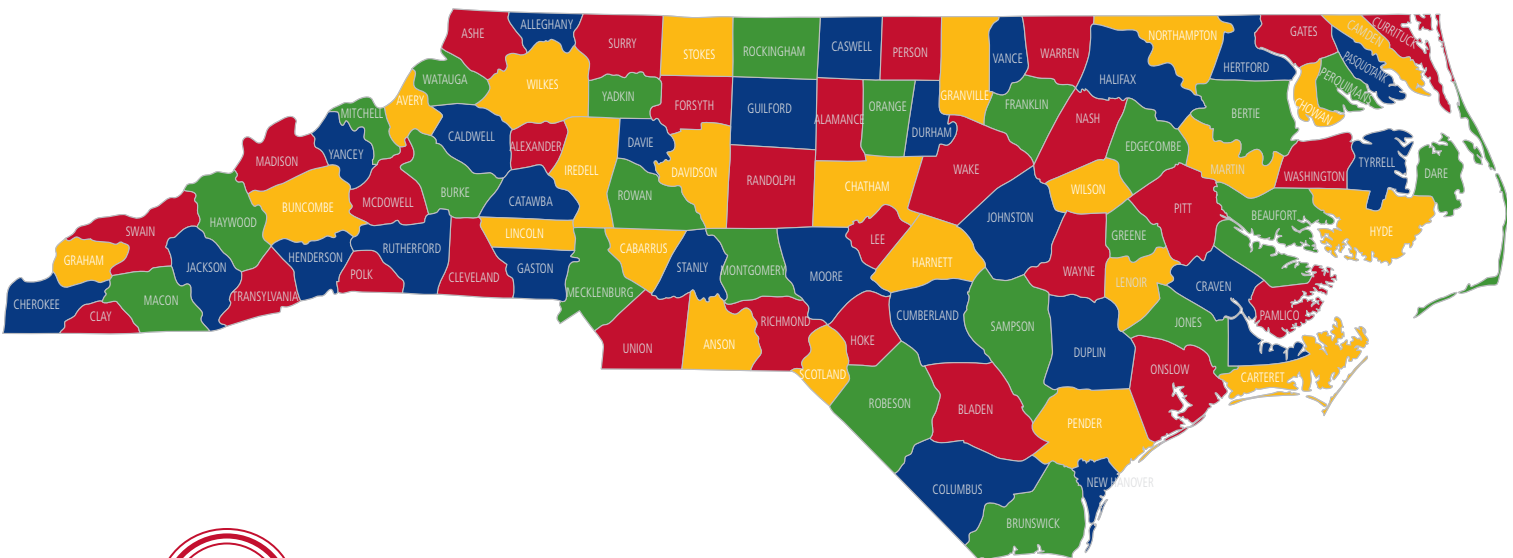 ALLEGHANY
ASHE
SURRY
STOKES
ROCKINGHAM
CASWELL
PERSON
VANCE
WARREN
NORTHAMPTON
GATES
CAMDEN
CURRITUCK
PASQUOTANK
HERTFORD
PERQUIMANS
WATAUGA
WILKES
HALIFAX
AVERY
YADKIN
FORSYTH
GUILFORD
ALAMANCE
ORANGE
GRANVILLE
FRANKLIN
CHOWAN
MITCHELL
BERTIE
CALDWELL
DURHAM
NASH
YANCEY
ALEXANDER
DAVIE
EDGECOMBE
MADISON
IREDELL
DAVIDSON
WAKE
MARTIN
WASHINGTON
TYRRELL
DARE
BURKE
ROWAN
RANDOLPH
CHATHAM
WILSON
BUNCOMBE
MCDOWELL
CATAWBA
PITT
HAYWOOD
JOHNSTON
BEAUFORT
SWAIN
LINCOLN
GREENE
HYDE
GRAHAM
JACKSON
HENDERSON
RUTHERFORD
CABARRUS
LEE
HARNETT
POLK
CLEVELAND
GASTON
STANLY
MONTGOMERY
MOORE
WAYNE
LENOIR
CRAVEN
CHEROKEE
MACON
TRANSYLVANIA
MECKLENBURG
CLAY
RICHMOND
CUMBERLAND
SAMPSON
JONES
PAMLICO
UNION
ANSON
HOKE
DUPLIN
SCOTLAND
ONSLOW
CARTERET
ROBESON
BLADEN
PENDER
COLUMBUS
NEW HANOVER
BRUNSWICK